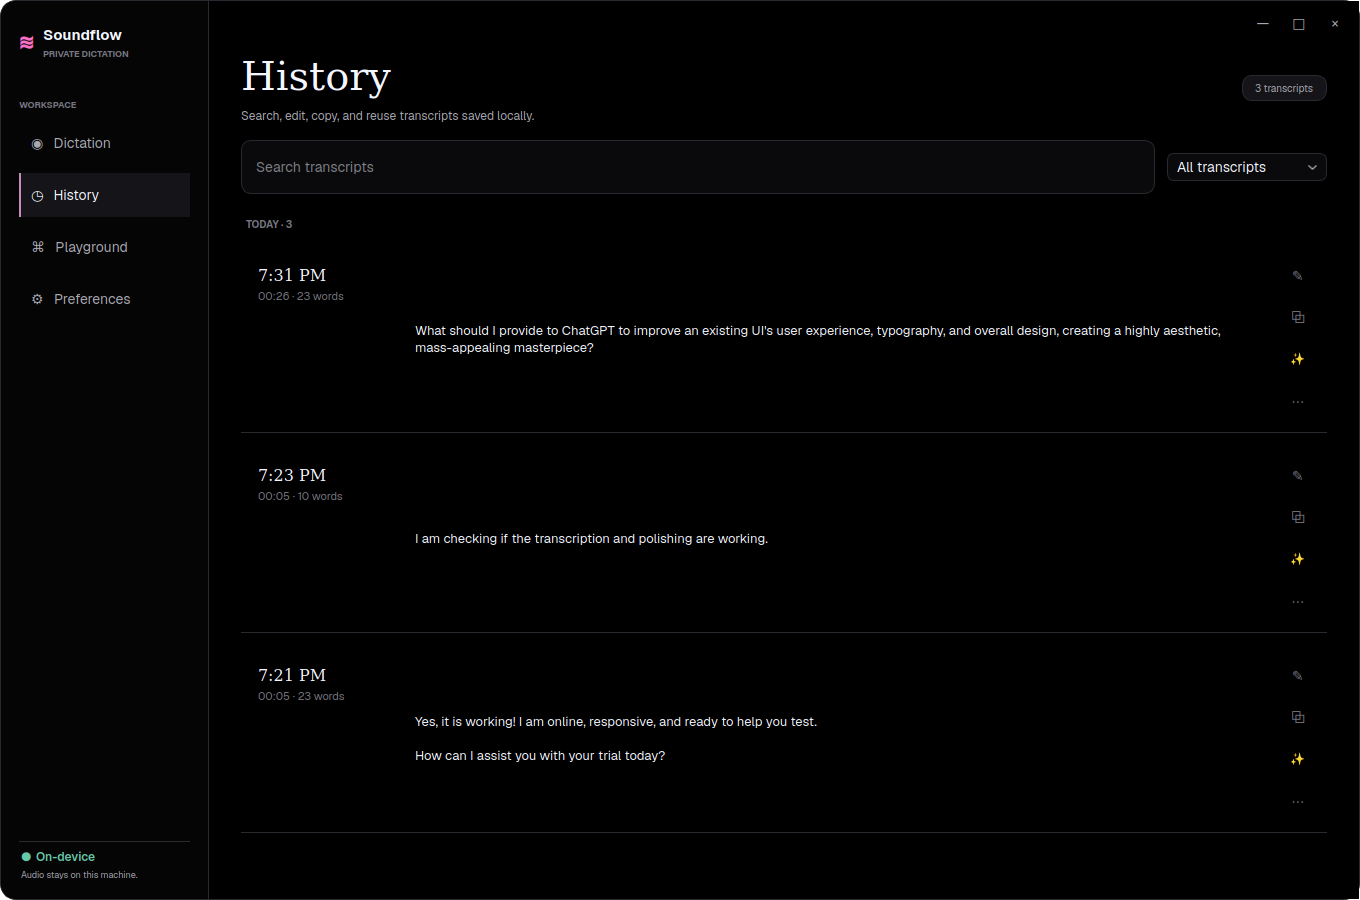 Soundflow
PRIVATE DICTATION
WORKSPACE
Dictation
History
Playground
Preferences
On-device
Audio stays on this machine.
History
3 transcripts
Search, edit, copy, and reuse transcripts saved locally.
Search transcripts
All transcripts
TODAY · 3
7:31 PM
00:26 · 23 words
What should I provide to ChatGPT to improve an existing UI's user experience, typography, and overall design, creating a highly aesthetic,
mass-appealing masterpiece?
7:23 PM
00:05 · 10 words
I am checking if the transcription and polishing are working.
7:21 PM
00:05 · 23 words
Yes, it is working! I am online, responsive, and ready to help you test.
How can I assist you with your trial today?